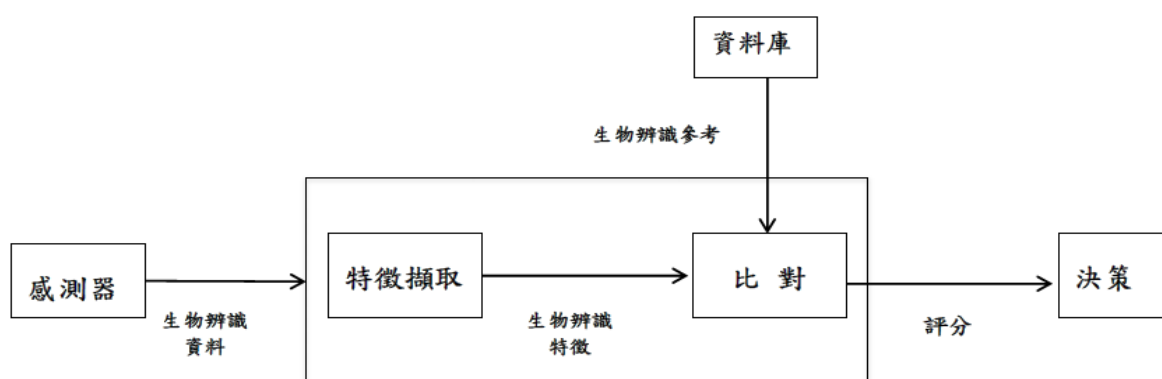 資料庫
生物辨識參考
感測器
生物辨識
資料
特徵擷取
生物辨識
特徵
比 對
評分
決策